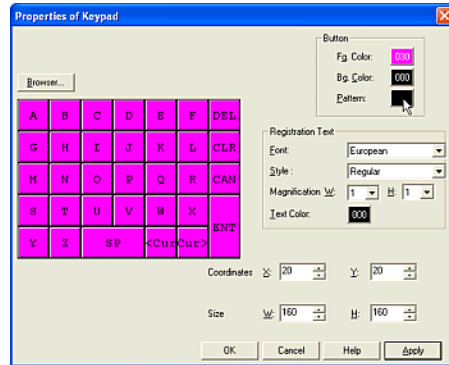 Properties of Keypad
Button
Fg. Color: 030
Bg. Color: 000
Pattern:
Browser...
A B C D E F DEL
G H I J K L CLR
M N O P Q R CAN
S T U V W X
ENT
Y Z SP <Cur Cur>
Registration Text
Font: European
Style: Regular
Magnification W: 1 H: 1
Text Color: 000
Coordinates X: 20 Y: 20
Size W: 160 H: 160
OK Cancel Help Apply